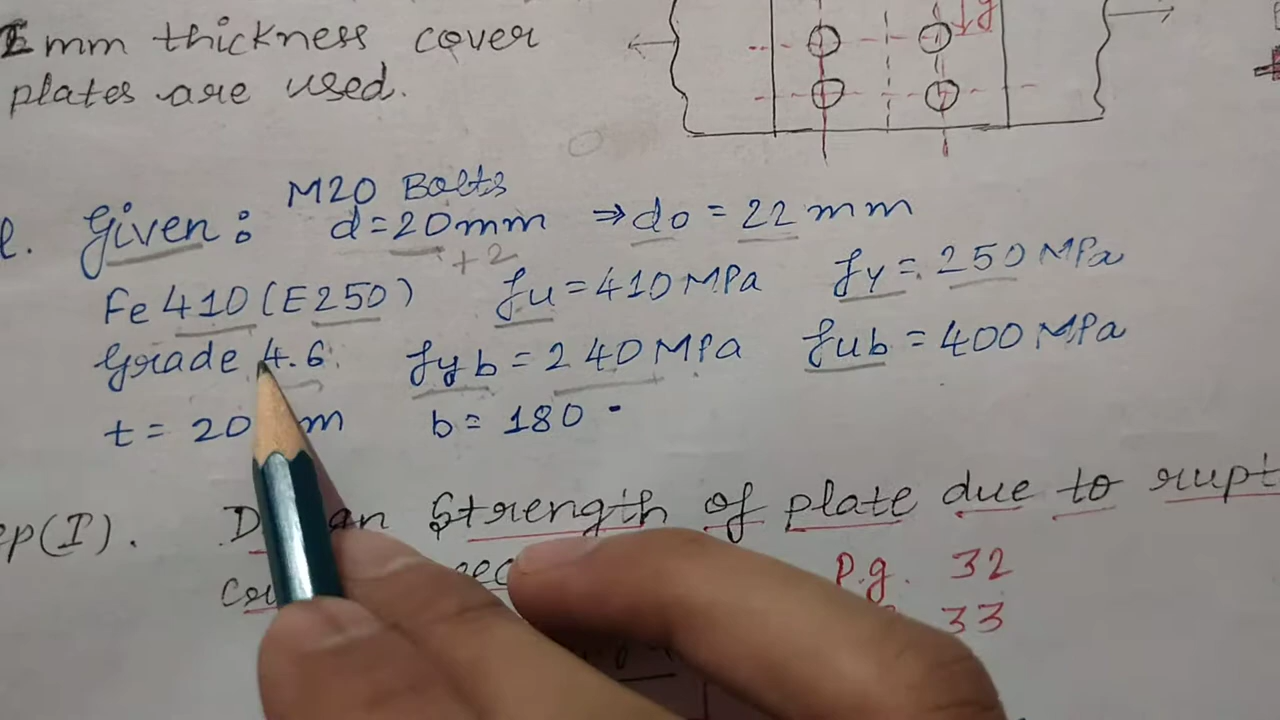 mm thickness cover
plates are used.
y
M20 Bolts
Given: d=20mm ⇒ do = 22 mm
+2
Fe 410 (E250) fu = 410 MPa fy = 250 MPa
Grade 4.6. fyb = 240 MPa fub = 400 MPa
t = 20 m b = 180
ep(I). Strength of plate due to rupt
P.g. 32
33